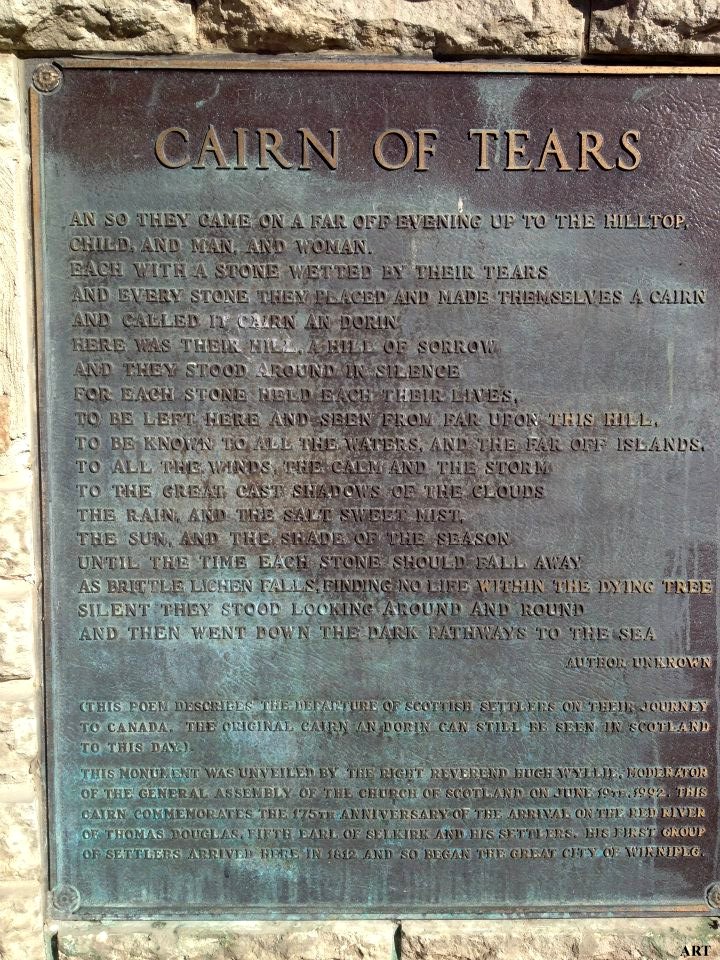 CAIRN OF TEARS
AN SO THEY CAME ON A FAR OFF EVENING UP TO THE HILLTOP,
CHILD, AND MAN, AND WOMAN.
EACH WITH A STONE WETTED BY THEIR TEARS
AND EVERY STONE THEY PLACED AND MADE THEMSELVES A CAIRN
AND CALLED IT CAIRN AN DORIN
HERE WAS THEIR HILL, A HILL OF SORROW
AND THEY STOOD AROUND IN SILENCE
FOR EACH STONE HELD EACH THEIR LIVES,
TO BE LEFT HERE AND SEEN FROM FAR UPON THIS HILL,
TO BE KNOWN TO ALL THE WATERS, AND THE FAR OFF ISLANDS.
TO ALL THE WINDS, THE CALM AND THE STORM
TO THE GREAT, CAST SHADOWS OF THE CLOUDS
THE RAIN, AND THE SALT SWEET MIST,
THE SUN, AND THE SHADE OF THE SEASON
UNTIL THE TIME EACH STONE SHOULD FALL AWAY
AS BRITTLE LICHEN FALLS, FINDING NO LIFE WITHIN THE DYING TREE
SILENT THEY STOOD LOOKING AROUND AND ROUND
AND THEN WENT DOWN THE DARK PATHWAYS TO THE SEA
AUTHOR UNKNOWN
(THIS POEM DESCRIBES THE DEPARTURE OF SCOTTISH SETTLERS ON THEIR JOURNEY
TO CANADA. THE ORIGINAL CAIRN AN DORIN CAN STILL BE SEEN IN SCOTLAND
TO THIS DAY.).
THIS MONUMENT WAS UNVEILED BY THE RIGHT REVEREND HUGH WYLLIE, MODERATOR
OF THE GENERAL ASSEMBLY OF THE CHURCH OF SCOTLAND ON JUNE 19TH, 1992. THIS
CAIRN COMMEMORATES THE 175TH ANNIVERSARY OF THE ARRIVAL ON THE RED RIVER
OF THOMAS DOUGLAS, FIFTH EARL OF SELKIRK AND HIS SETTLERS. HIS FIRST GROUP
OF SETTLERS ARRIVED HERE IN 1812 AND SO BEGAN THE GREAT CITY OF WINNIPEG.
ART